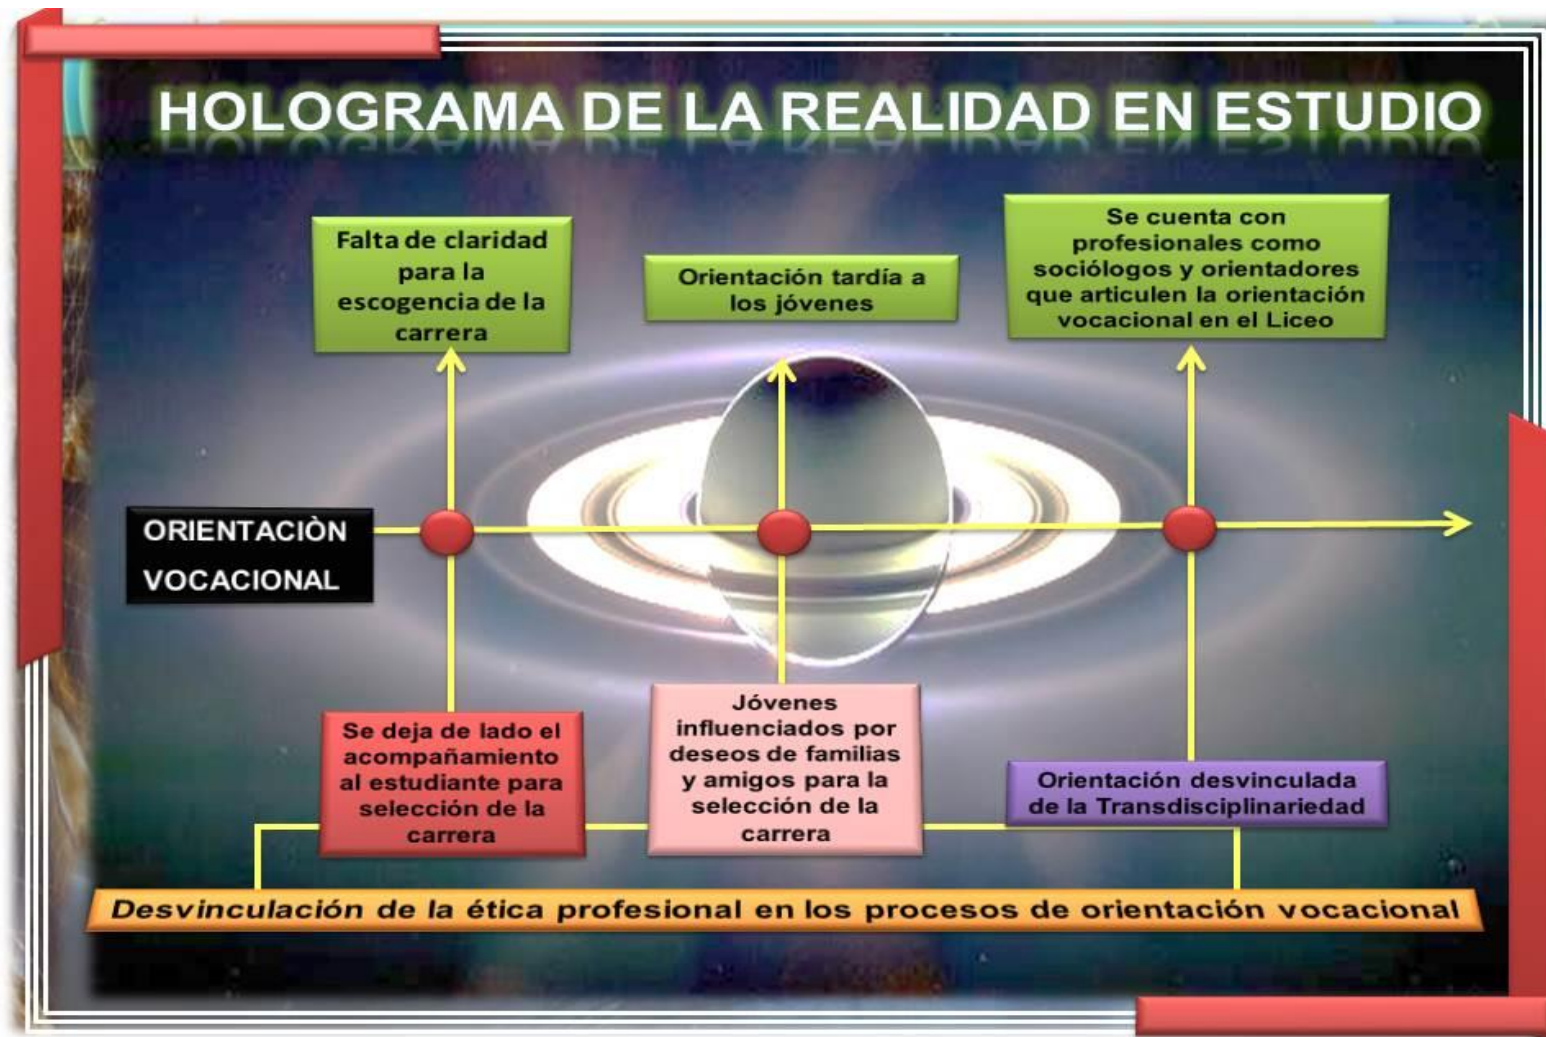 HOLOGRAMA DE LA REALIDAD EN ESTUDIO
Falta de claridad
para la
escogencia de la
carrera
Orientación tardía a
los jóvenes
Se cuenta con
profesionales como
sociólogos y orientadores
que articulen la orientación
vocacional en el Liceo
ORIENTACIÒN
VOCACIONAL
Se deja de lado el
acompañamiento
al estudiante para
selección de la
carrera
Jóvenes
influenciados por
deseos de familias
y amigos para la
selección de la
carrera
Orientación desvinculada
de la Transdisciplinariedad
Desvinculación de la ética profesional en los procesos de orientación vocacional